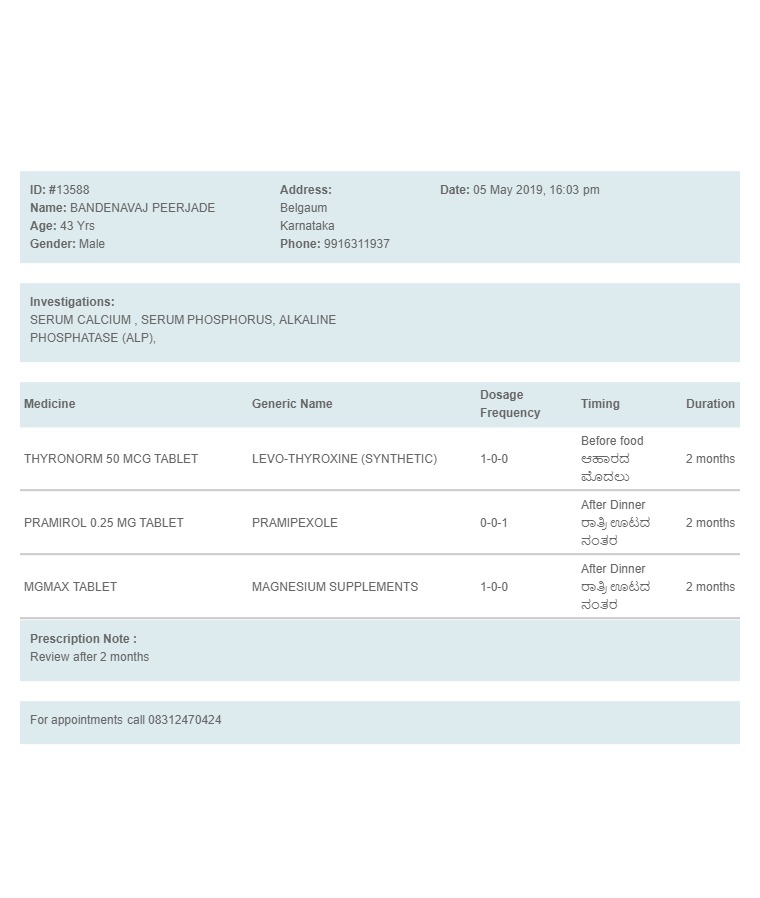 ID: #13588
Name: BANDENAVAJ PEERJADE
Age: 43 Yrs
Gender: Male
Address:
Belgaum
Karnataka
Phone: 9916311937
Date: 05 May 2019, 16:03 pm
Investigations:
SERUM CALCIUM , SERUM PHOSPHORUS, ALKALINE
PHOSPHATASE (ALP),
Medicine Generic Name Dosage Frequency Timing Duration
THYRONORM 50 MCG TABLET LEVO-THYROXINE (SYNTHETIC) 1-0-0 Before food 2 months
ಆಹಾರದ
ಮೊದಲು
PRAMIROL 0.25 MG TABLET PRAMIPEXOLE 0-0-1 After Dinner 2 months
ರಾತ್ರಿ ಊಟದ
ನಂತರ
MGMAX TABLET MAGNESIUM SUPPLEMENTS 1-0-0 After Dinner 2 months
ರಾತ್ರಿ ಊಟದ
ನಂತರ
Prescription Note :
Review after 2 months
For appointments call 08312470424